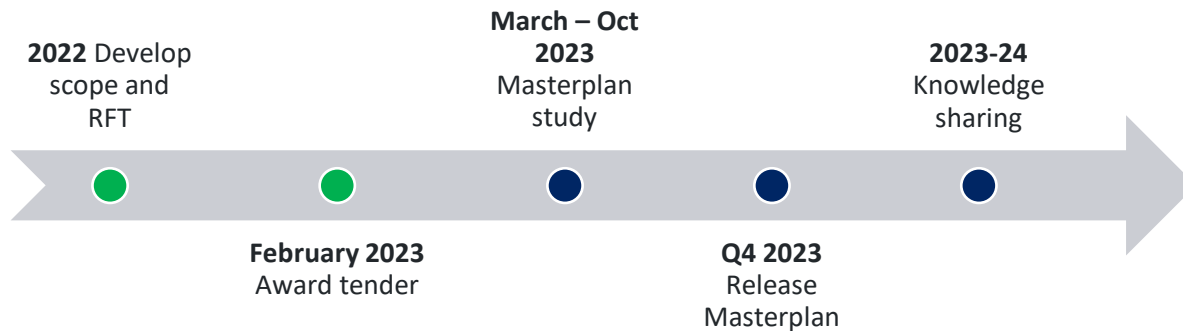 2022 Develop
scope and
RFT
February 2023
Award tender
March – Oct
2023
Masterplan
study
Q4 2023
Release
Masterplan
2023-24
Knowledge
sharing